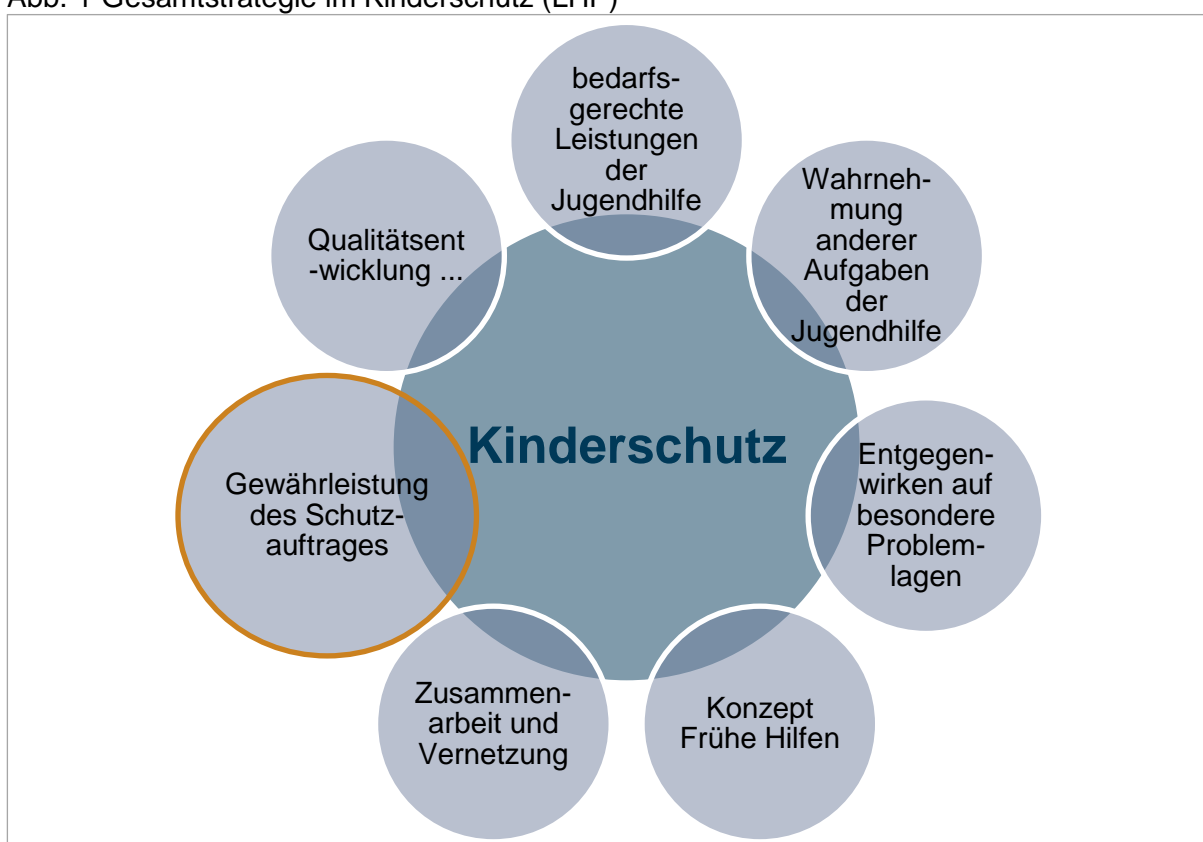 Abb. 1 Gesamtstrategie im Kinderschutz (LHP)
bedarfs-
gerechte
Leistungen
der
Jugendhilfe
Wahrneh-
mung
anderer
Aufgaben
der
Jugendhilfe
Entgegen-
wirken auf
besondere
Problem-
lagen
Konzept
Frühe Hilfen
Zusammen-
arbeit und
Vernetzung
Gewährleistung
des Schutz-
auftrages
Qualitätsent
-wicklung ...
Kinderschutz